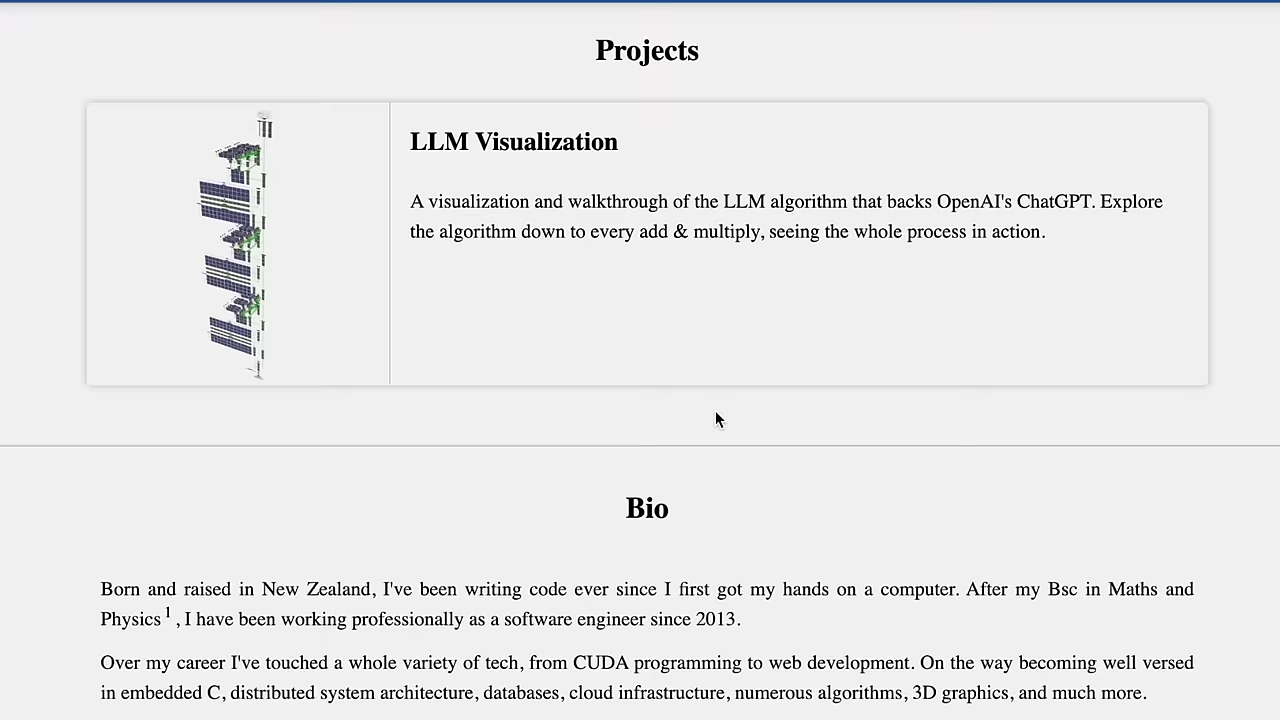 Projects
LLM Visualization
A visualization and walkthrough of the LLM algorithm that backs OpenAI's ChatGPT. Explore
the algorithm down to every add & multiply, seeing the whole process in action.
Bio
Born and raised in New Zealand, I've been writing code ever since I first got my hands on a computer. After my Bsc in Maths and
Physics 1 , I have been working professionally as a software engineer since 2013.
Over my career I've touched a whole variety of tech, from CUDA programming to web development. On the way becoming well versed
in embedded C, distributed system architecture, databases, cloud infrastructure, numerous algorithms, 3D graphics, and much more.